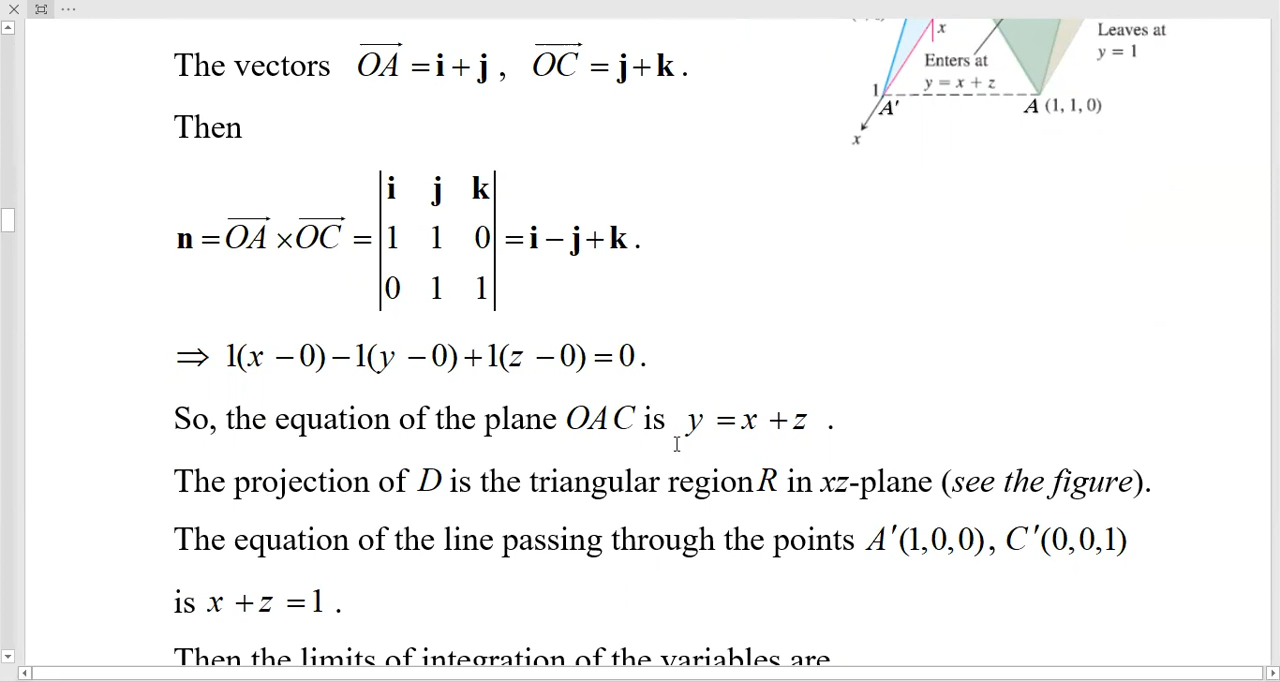 x
Leaves at
y = 1
Enters at
y = x + z
1
A′
A (1, 1, 0)
x
The vectors OA = i + j , OC = j + k .
Then
n = OA × OC = | i j k |
| 1 1 0 | = i − j + k .
| 0 1 1 |
⇒ 1(x − 0) − 1(y − 0) + 1(z − 0) = 0 .
So, the equation of the plane OAC is y = x + z .
The projection of D is the triangular region R in xz-plane (see the figure).
The equation of the line passing through the points A′(1,0,0), C′(0,0,1)
is x + z = 1 .
Then the limits of integration of the variables are